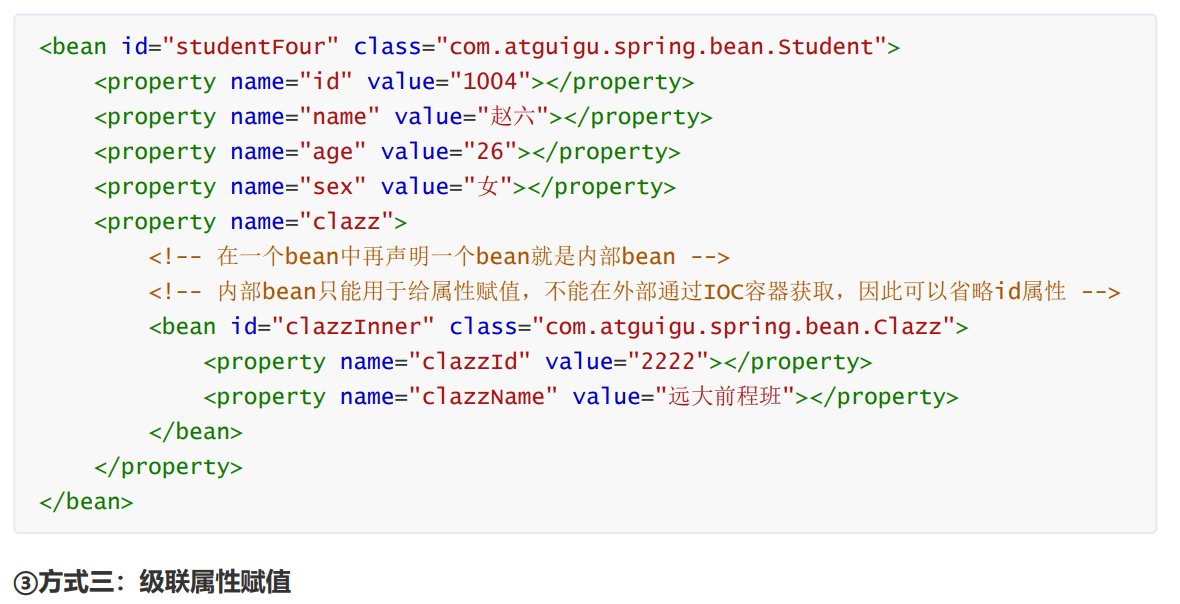 <bean id="studentFour" class="com.atguigu.spring.bean.Student">
    <property name="id" value="1004"></property>
    <property name="name" value="赵六"></property>
    <property name="age" value="26"></property>
    <property name="sex" value="女"></property>
    <property name="clazz">
        <!-- 在一个bean中再声明一个bean就是内部bean -->
        <!-- 内部bean只能用于给属性赋值，不能在外部通过IOC容器获取，因此可以省略id属性 -->
        <bean id="clazzInner" class="com.atguigu.spring.bean.Clazz">
            <property name="clazzId" value="2222"></property>
            <property name="clazzName" value="远大前程班"></property>
        </bean>
    </property>
</bean>
③方式三：级联属性赋值